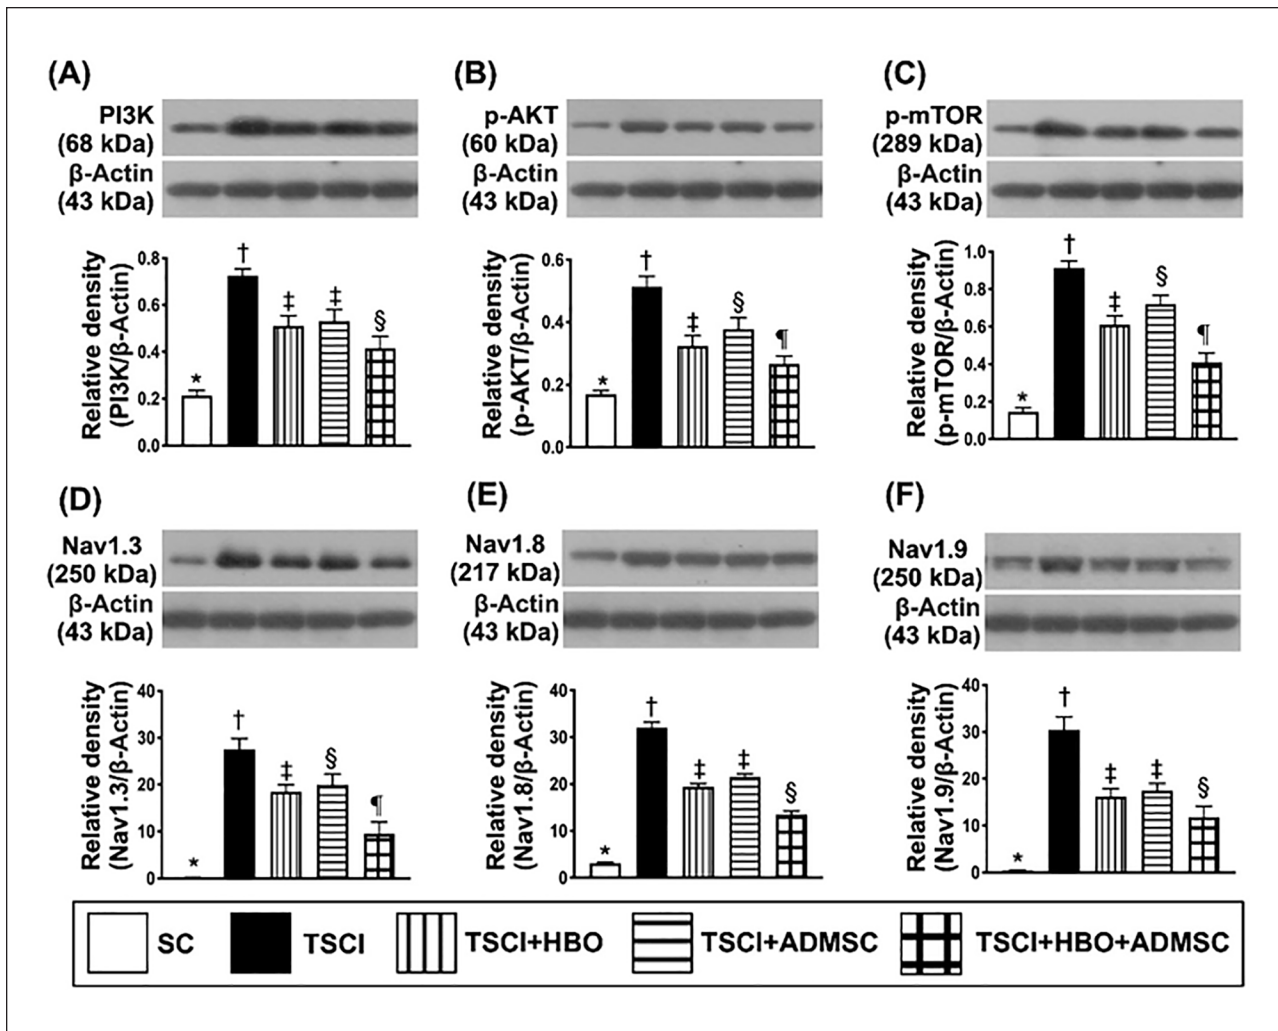 (A)
PI3K
(68 kDa)
β-Actin
(43 kDa)
Relative density
(PI3K/β-Actin)
0.8
0.6
0.4
0.2
0.0
*
†
‡
‡
§
(B)
p-AKT
(60 kDa)
β-Actin
(43 kDa)
Relative density
(p-AKT/β-Actin)
0.6
0.4
0.2
0.0
*
†
‡
§
¶
(C)
p-mTOR
(289 kDa)
β-Actin
(43 kDa)
Relative density
(p-mTOR/β-Actin)
1.0
0.8
0.6
0.4
0.2
0.0
*
†
‡
§
¶
(D)
Nav1.3
(250 kDa)
β-Actin
(43 kDa)
Relative density
(Nav1.3/β-Actin)
40
30
20
10
0
*
†
‡
§
¶
(E)
Nav1.8
(217 kDa)
β-Actin
(43 kDa)
Relative density
(Nav1.8/β-Actin)
40
30
20
10
0
*
†
‡
‡
§
(F)
Nav1.9
(250 kDa)
β-Actin
(43 kDa)
Relative density
(Nav1.9/β-Actin)
40
30
20
10
0
*
†
‡
‡
§
SC TSCI TSCI+HBO TSCI+ADMSC TSCI+HBO+ADMSC